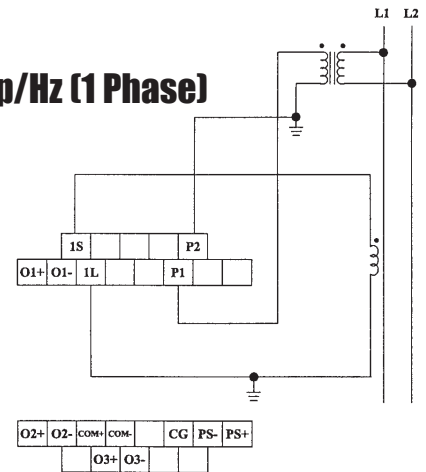 L1 L2
p/Hz (1 Phase)
1S P2
O1+ O1- 1L P1
O2+ O2- COM+ COM- CG PS- PS+
O3+ O3-